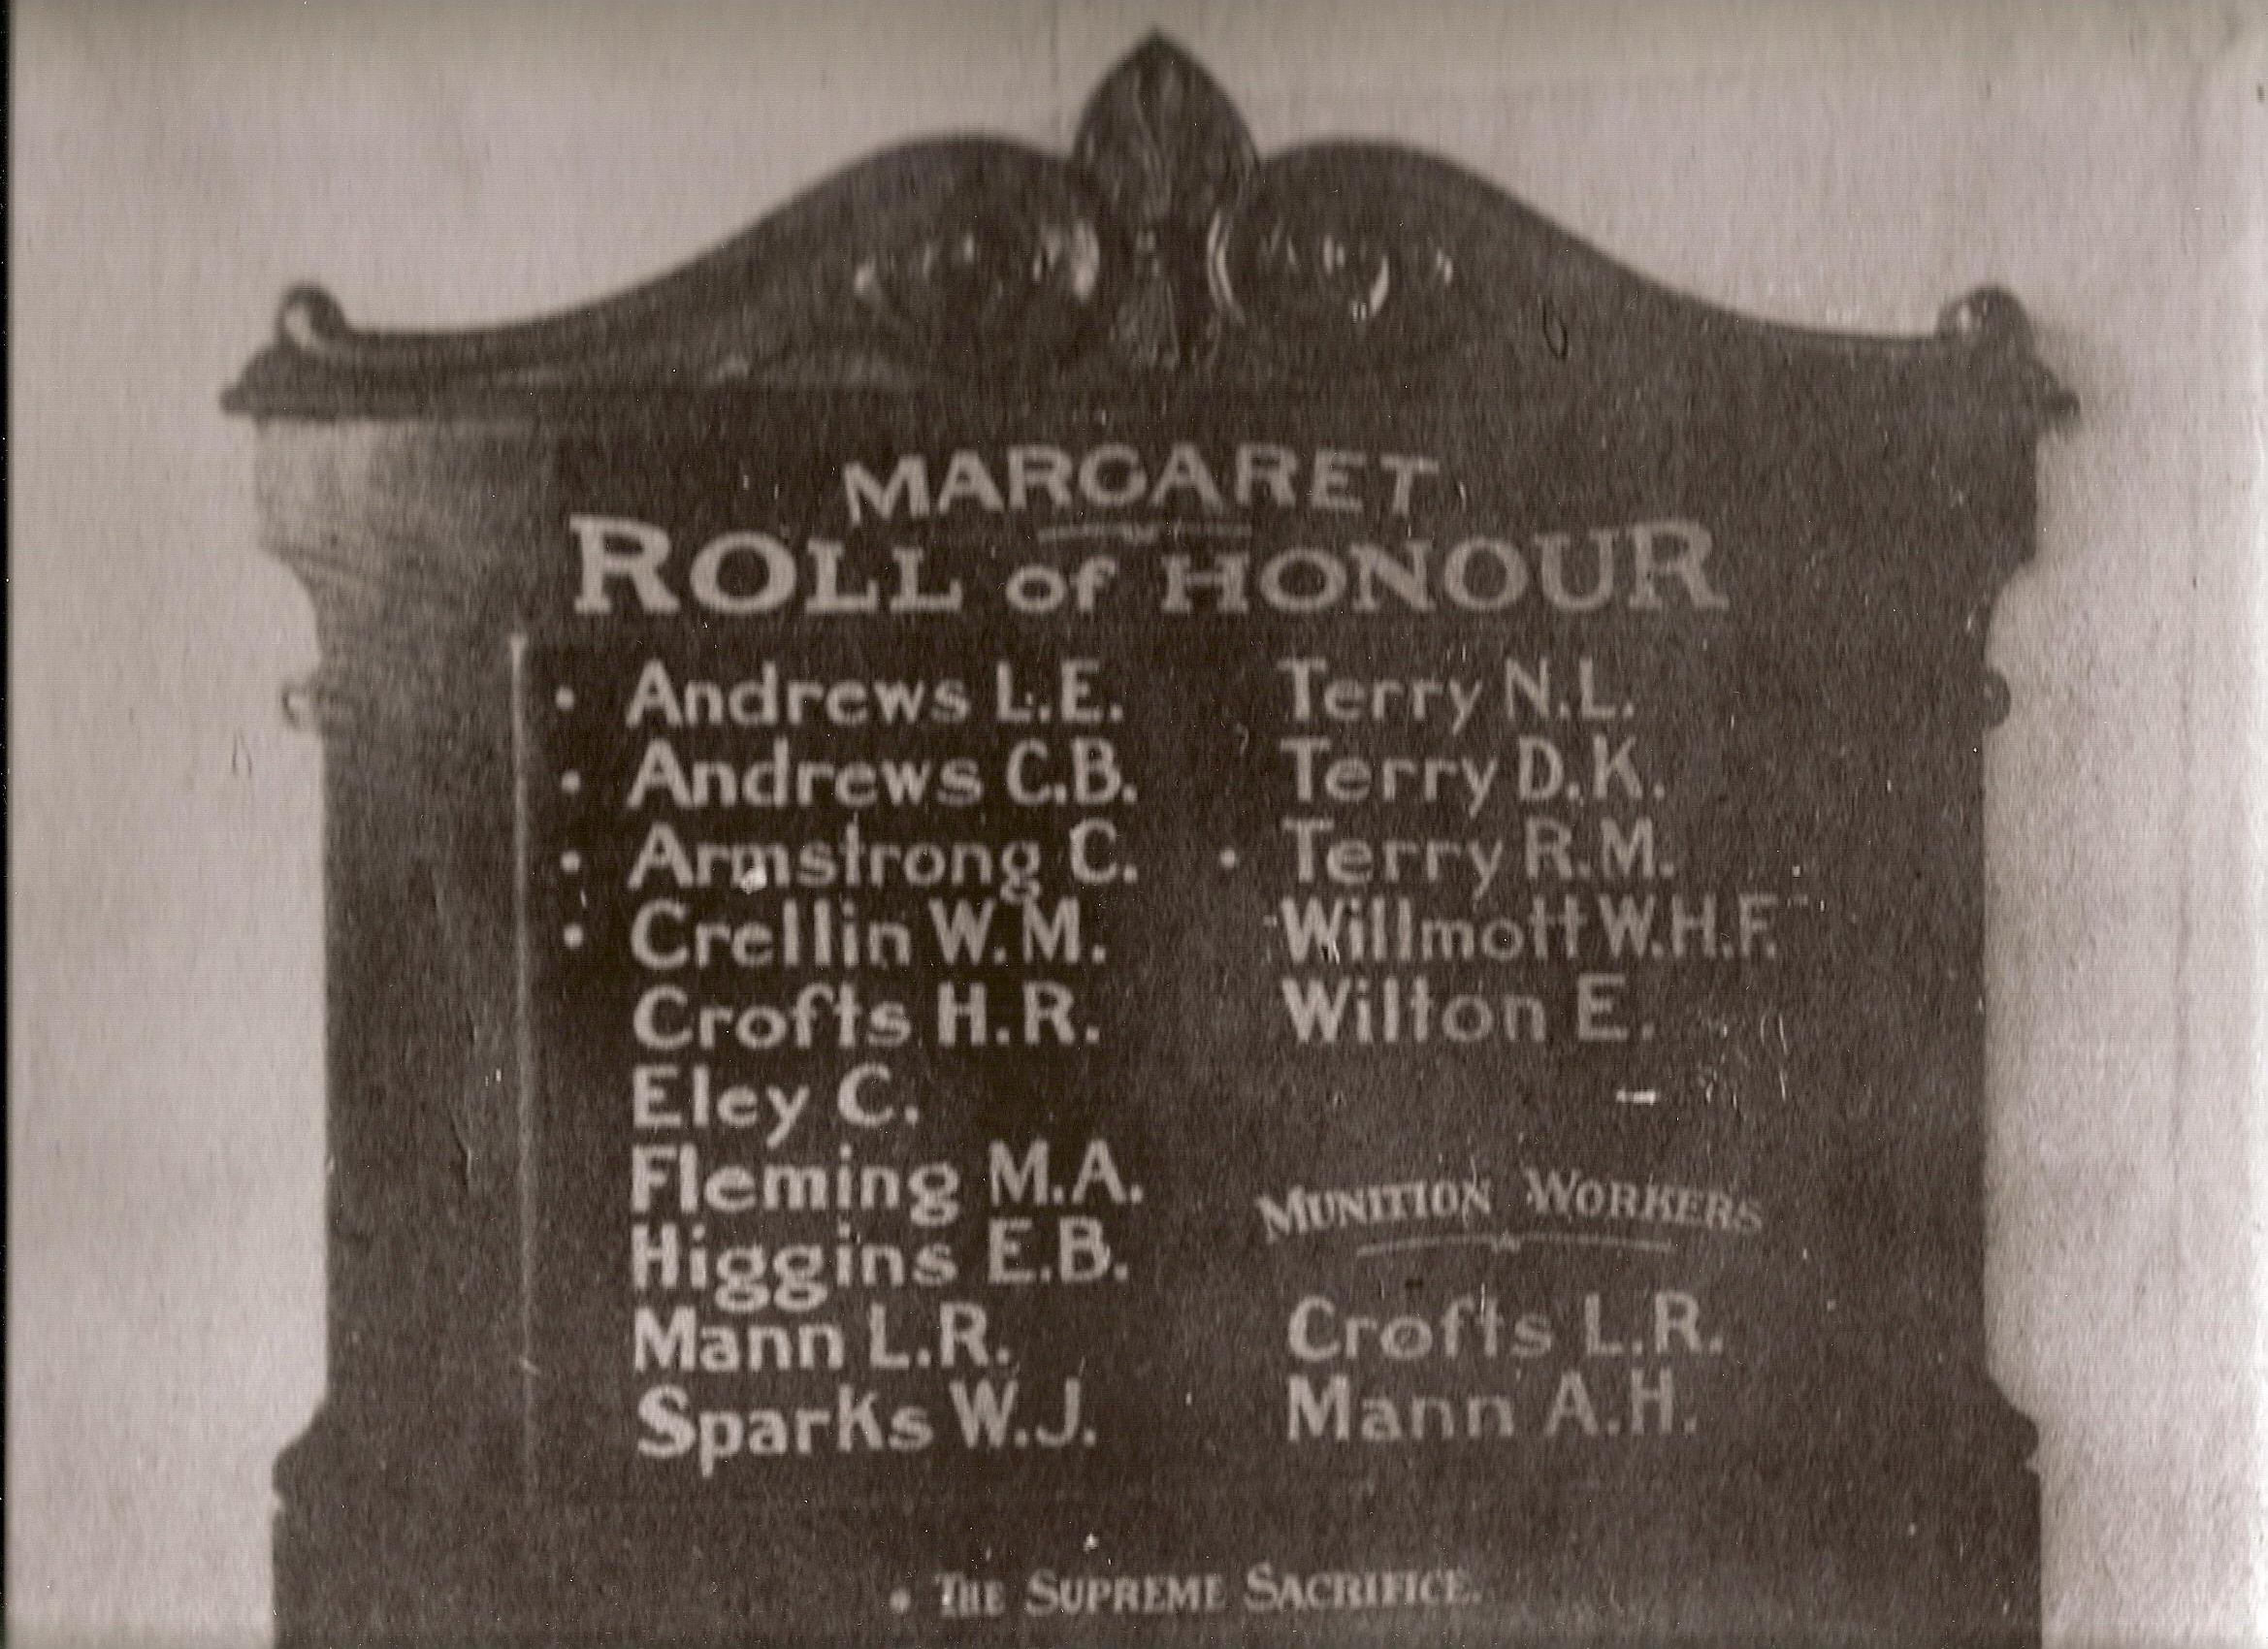 MARGARET
ROLL of HONOUR
• Andrews L.E.
• Andrews C.B.
• Armstrong C.
• Crellin W.M.
Crofts H.R.
Eley C.
Fleming M.A.
Higgins E.B.
Mann L.R.
Sparks W.J.
Terry N.L.
Terry D.K.
• Terry R.M.
Willmott W.H.F.
Wilton E.
MUNITION WORKERS
Crofts L.R.
Mann A.H.
• THE SUPREME SACRIFICE.